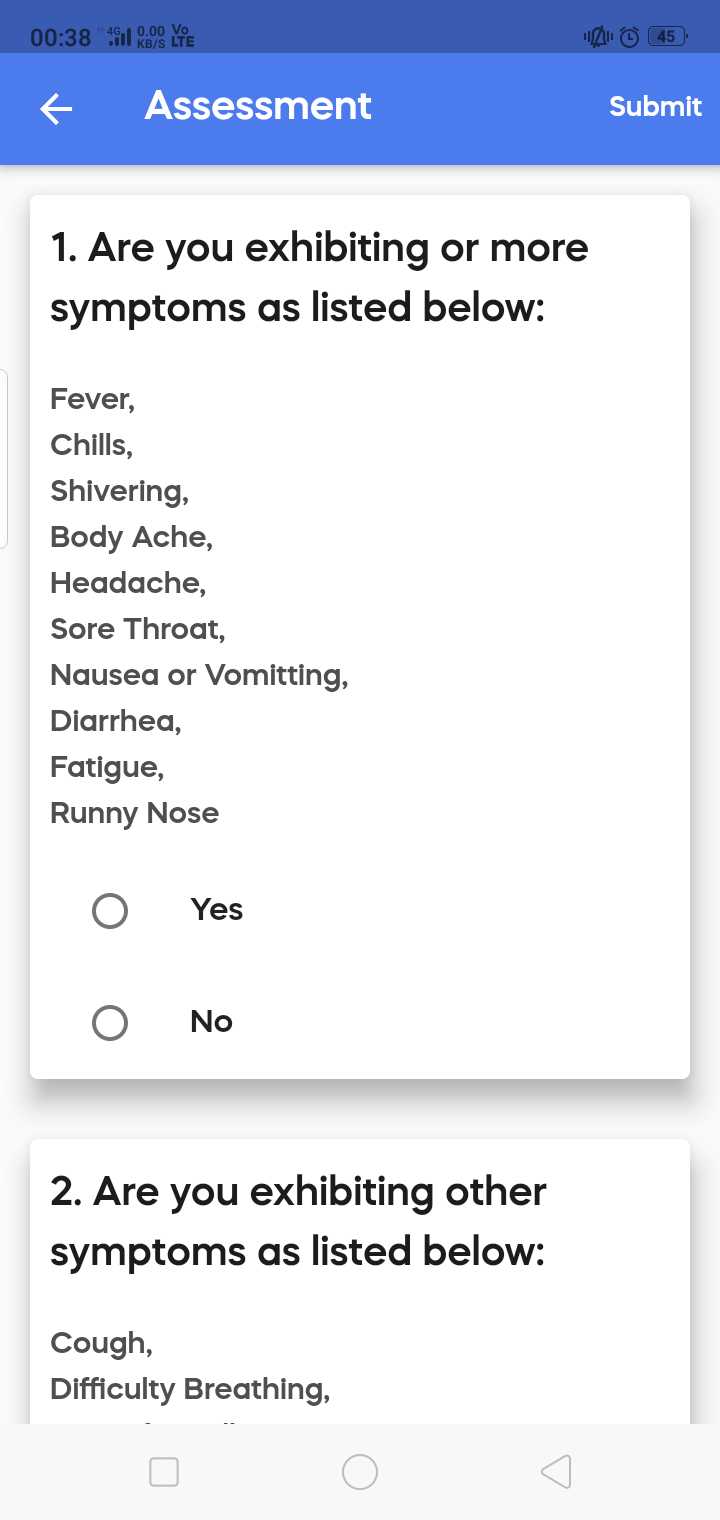 00:38 4G 0.00 KB/S Vo LTE 45
Assessment
Submit
1. Are you exhibiting or more
symptoms as listed below:
Fever,
Chills,
Shivering,
Body Ache,
Headache,
Sore Throat,
Nausea or Vomitting,
Diarrhea,
Fatigue,
Runny Nose
Yes
No
2. Are you exhibiting other
symptoms as listed below:
Cough,
Difficulty Breathing,